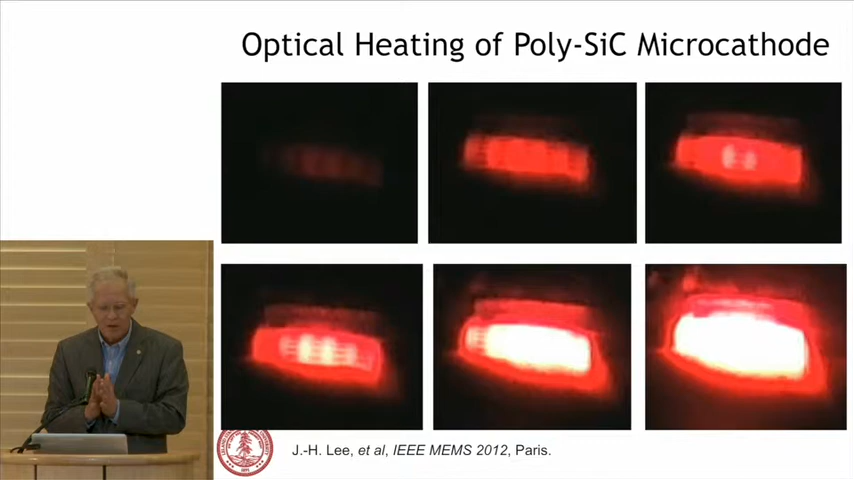 Optical Heating of Poly-SiC Microcathode
J.-H. Lee, et al, IEEE MEMS 2012, Paris.